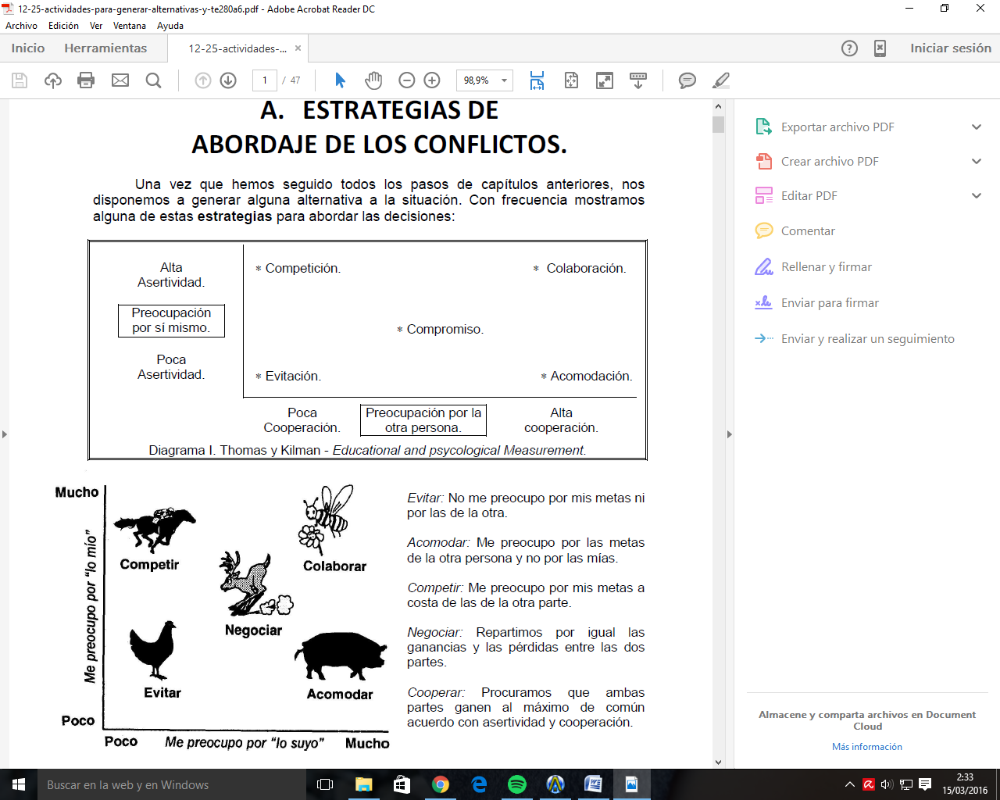 12-25-actividades-para-generar-alternativas-y-te280a6.pdf - Adobe Acrobat Reader DC
Archivo Edición Ver Ventana Ayuda
Inicio Herramientas 12-25-actividades-... × Iniciar sesión
1 / 47 98,9%
A. ESTRATEGIAS DE
ABORDAJE DE LOS CONFLICTOS.
Una vez que hemos seguido todos los pasos de capítulos anteriores, nos
disponemos a generar alguna alternativa a la situación. Con frecuencia mostramos
alguna de estas estrategias para abordar las decisiones:
Alta
Asertividad.
Preocupación
por sí mismo.
Poca
Asertividad.
* Competición.
* Colaboración.
* Compromiso.
* Evitación.
* Acomodación.
Poca
Cooperación.
Preocupación por la
otra persona.
Alta
cooperación.
Diagrama I. Thomas y Kilman - Educational and psycological Measurement.
Mucho
Me preocupo por "lo mío"
Poco
Competir
Colaborar
Negociar
Evitar
Acomodar
Poco Me preocupo por "lo suyo" Mucho
Evitar: No me preocupo por mis metas ni
por las de la otra.
Acomodar: Me preocupo por las metas
de la otra persona y no por las mías.
Competir: Me preocupo por mis metas a
costa de las de la otra parte.
Negociar: Repartimos por igual las
ganancias y las pérdidas entre las dos
partes.
Cooperar: Procuramos que ambas
partes ganen al máximo de común
acuerdo con asertividad y cooperación.
Exportar archivo PDF
Crear archivo PDF
Editar PDF
Comentar
Rellenar y firmar
Enviar para firmar
Enviar y realizar un seguimiento
Almacene y comparta archivos en Document
Cloud
Más información
Buscar en la web y en Windows
2:33
15/03/2016